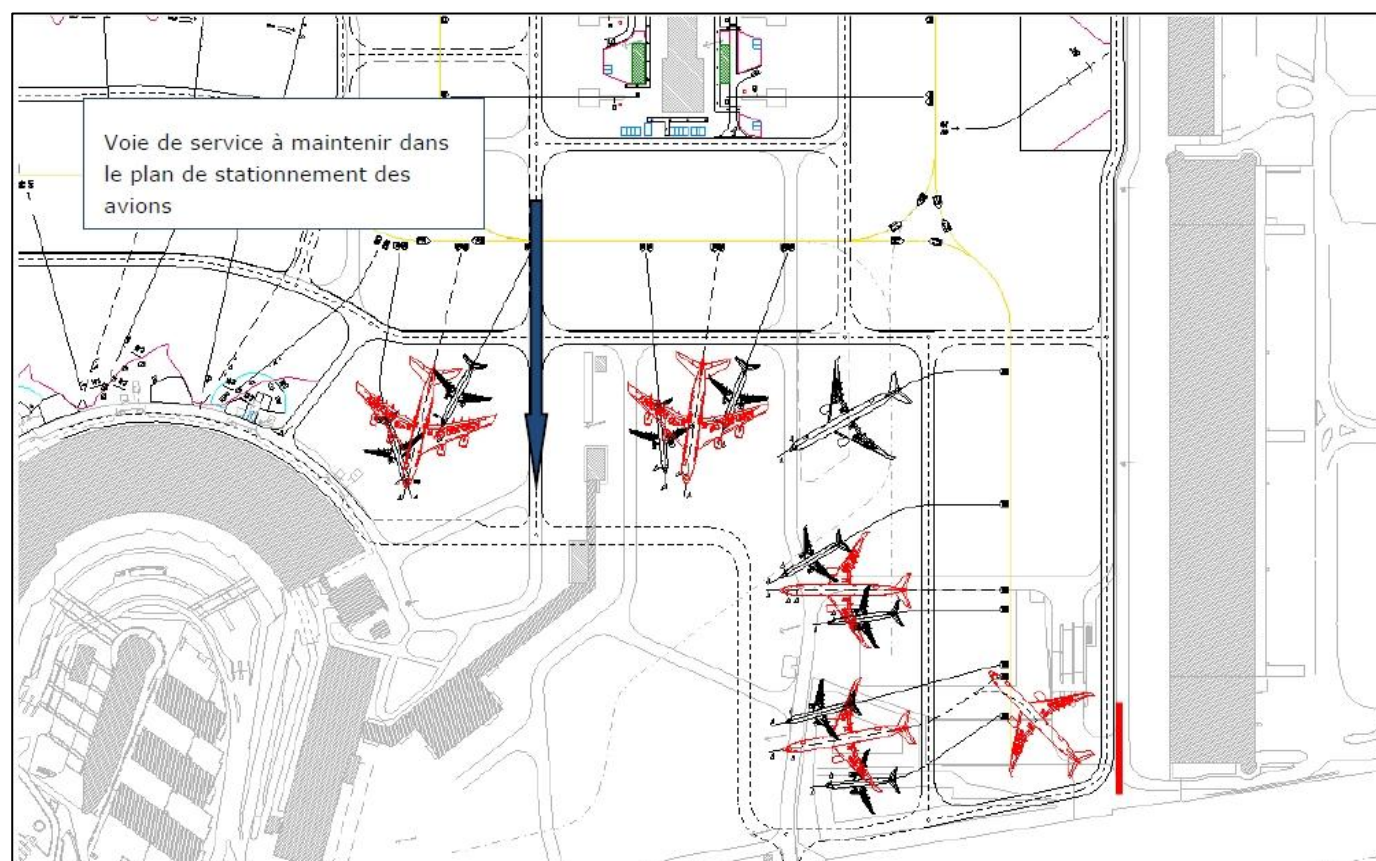 Voie de service à maintenir dans
le plan de stationnement des
avions